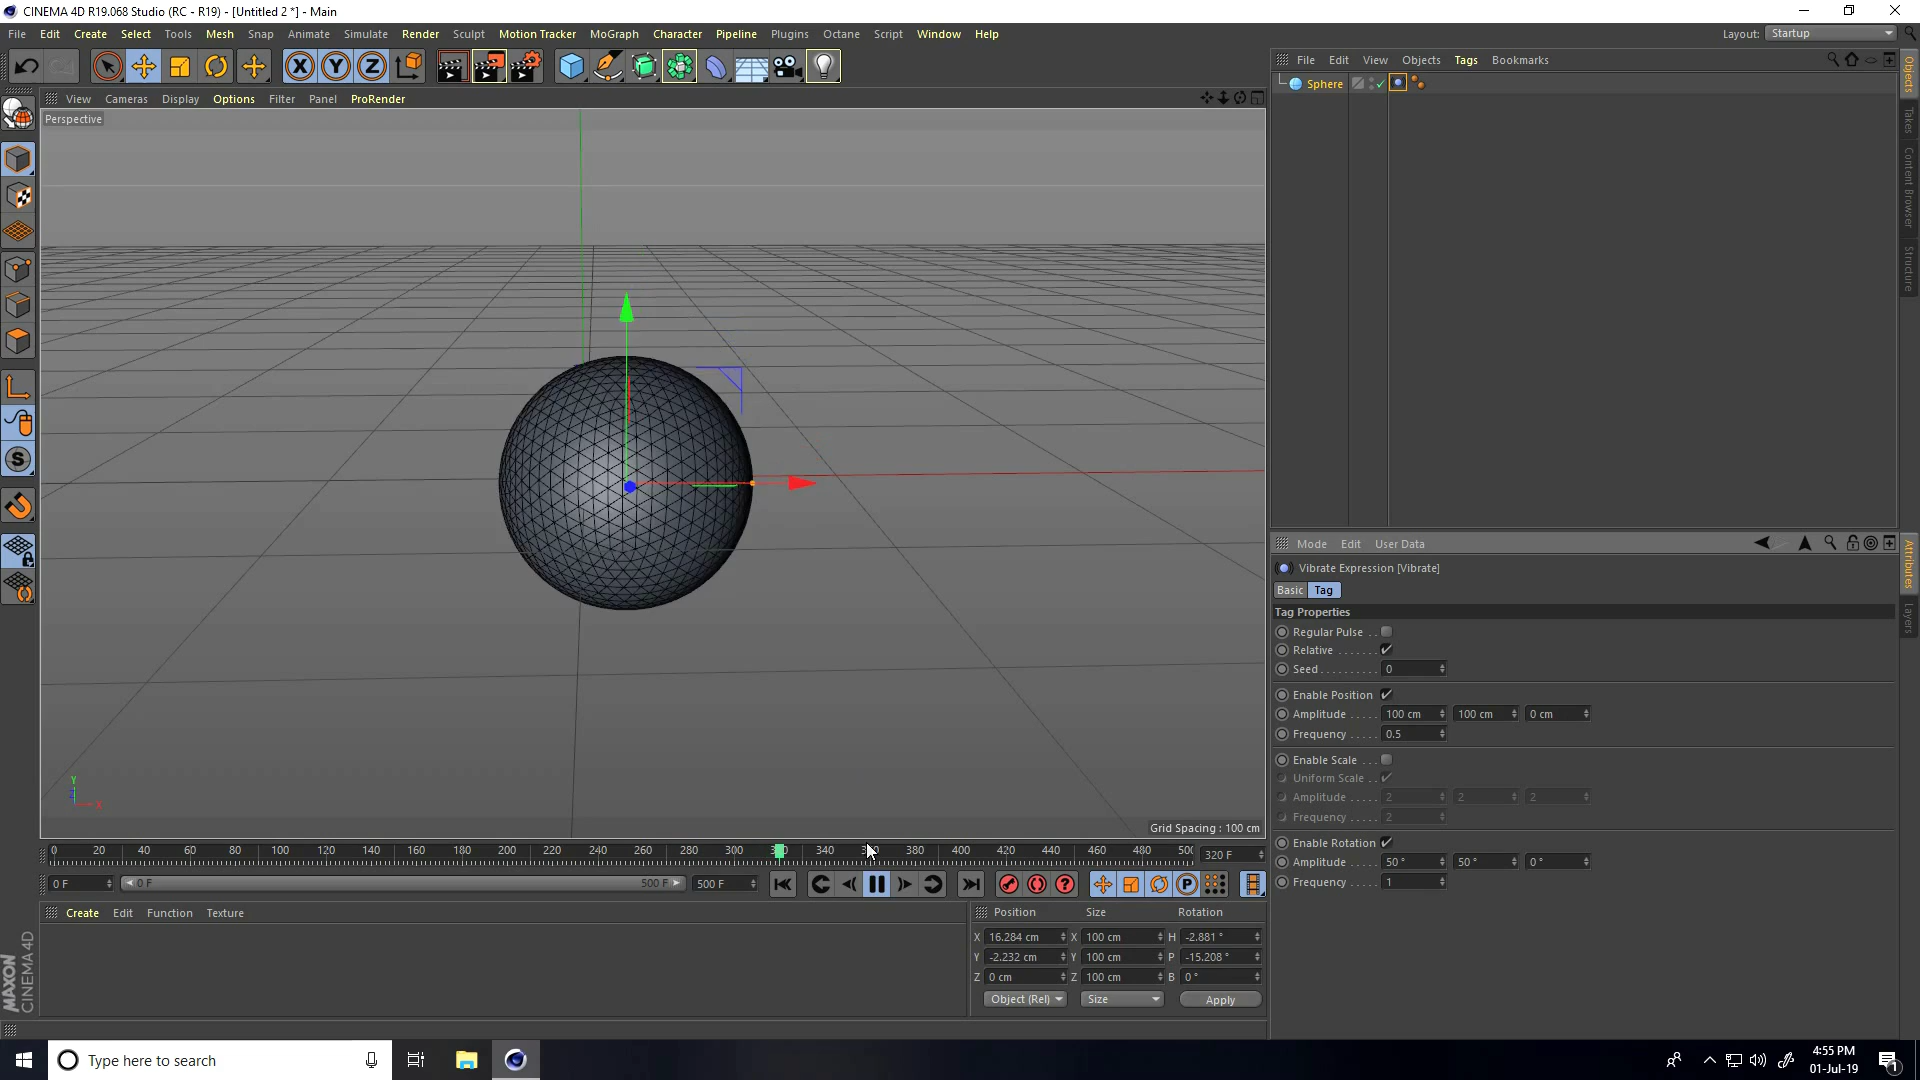 CINEMA 4D R19.068 Studio (RC - R19) - [Untitled 2 *] - Main
File Edit Create Select Tools Mesh Snap Animate Simulate Render Sculpt Motion Tracker MoGraph Character Pipeline Plugins Octane Script Window Help
Layout: Startup
File Edit View Objects Tags Bookmarks
Sphere
View Cameras Display Options Filter Panel ProRender
Perspective
Y
X
Grid Spacing : 100 cm
Objects
Takes
Content Browser
Structure
Mode Edit User Data
Vibrate Expression [Vibrate]
Basic Tag
Tag Properties
Regular Pulse . .
Relative . . . . . . .
Seed . . . . . . . . . . 0
Enable Position
Amplitude . . . . . 100 cm 100 cm 0 cm
Frequency . . . . . 0.5
Enable Scale . . .
Uniform Scale . .
Amplitude . . . . . 2 2 2
Frequency . . . . . 2
Enable Rotation
Amplitude . . . . . 50 ° 50 ° 0 °
Frequency . . . . . 1
Attributes
Layers
0 20 40 60 80 100 120 140 160 180 200 220 240 260 280 300 340 380 400 420 440 460 480 500 320 F
0 F 0 F 500 F 500 F
Create Edit Function Texture
Position Size Rotation
X 16.284 cm X 100 cm H -2.881 °
Y -2.232 cm Y 100 cm P -15.208 °
Z 0 cm Z 100 cm B 0 °
Object (Rel) Size Apply
MAXON
CINEMA 4D
Type here to search
4:55 PM
01-Jul-19
1